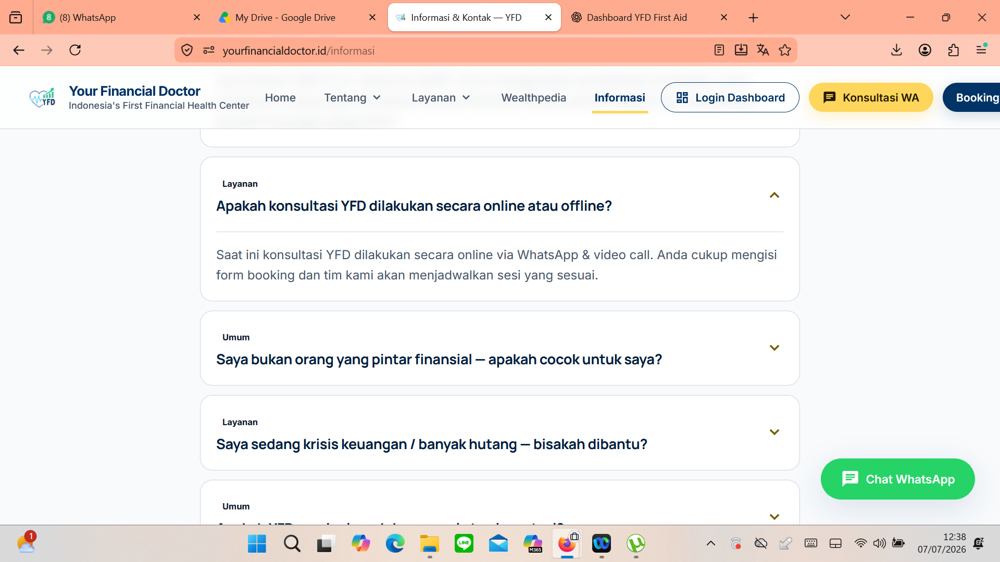 8 (8) WhatsApp
My Drive - Google Drive
Informasi & Kontak — YFD
Dashboard YFD First Aid
yourfinancialdoctor.id/informasi
YFD
Your Financial Doctor
Indonesia's First Financial Health Center
Home
Tentang
Layanan
Wealthpedia
Informasi
Login Dashboard
Konsultasi WA
Booking
Layanan
Apakah konsultasi YFD dilakukan secara online atau offline?
Saat ini konsultasi YFD dilakukan secara online via WhatsApp & video call. Anda cukup mengisi
form booking dan tim kami akan menjadwalkan sesi yang sesuai.
Umum
Saya bukan orang yang pintar finansial — apakah cocok untuk saya?
Layanan
Saya sedang krisis keuangan / banyak hutang — bisakah dibantu?
Chat WhatsApp
Umum
1
LINE
M365
12:38
07/07/2026